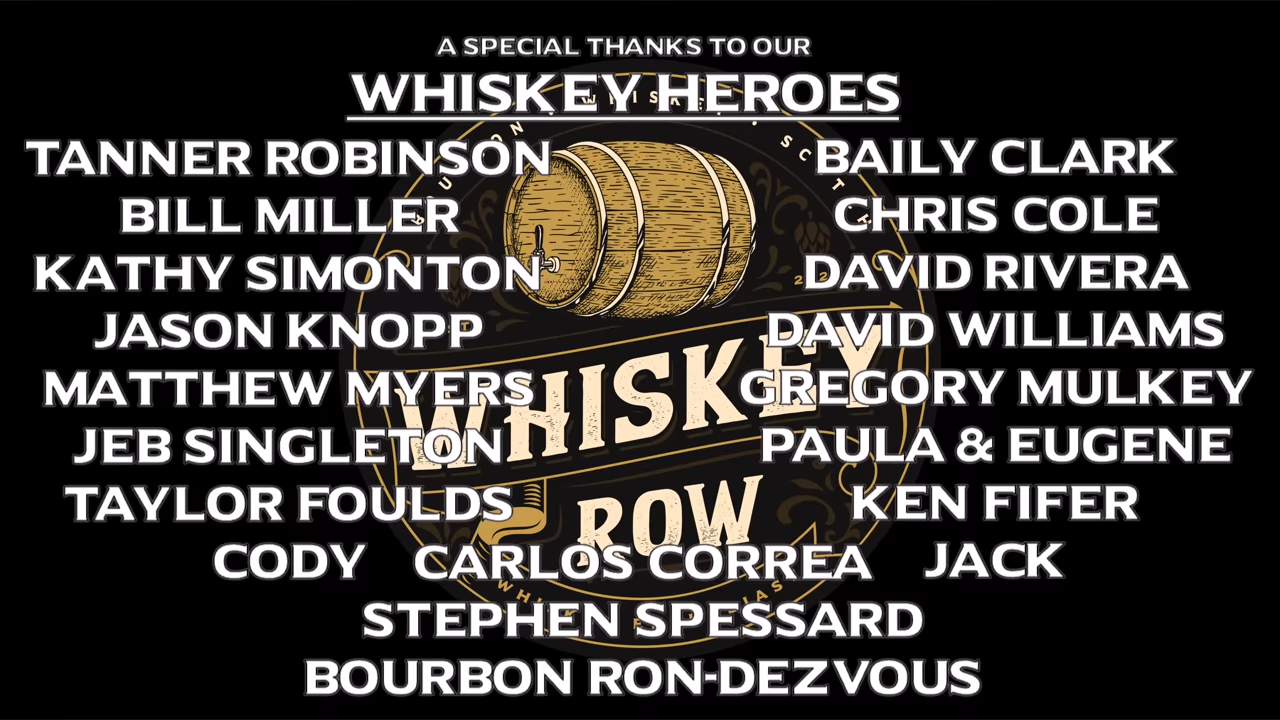 A SPECIAL THANKS TO OUR
WHISKEY HEROES
TANNER ROBINSON
BAILY CLARK
BILL MILLER
CHRIS COLE
KATHY SIMONTON
DAVID RIVERA
JASON KNOPP
DAVID WILLIAMS
MATTHEW MYERS
GREGORY MULKEY
JEB SINGLETON
PAULA & EUGENE
TAYLOR FOULDS
KEN FIFER
CODY CARLOS CORREA JACK
STEPHEN SPESSARD
BOURBON RON-DEZVOUS
WHISKEY
ROW